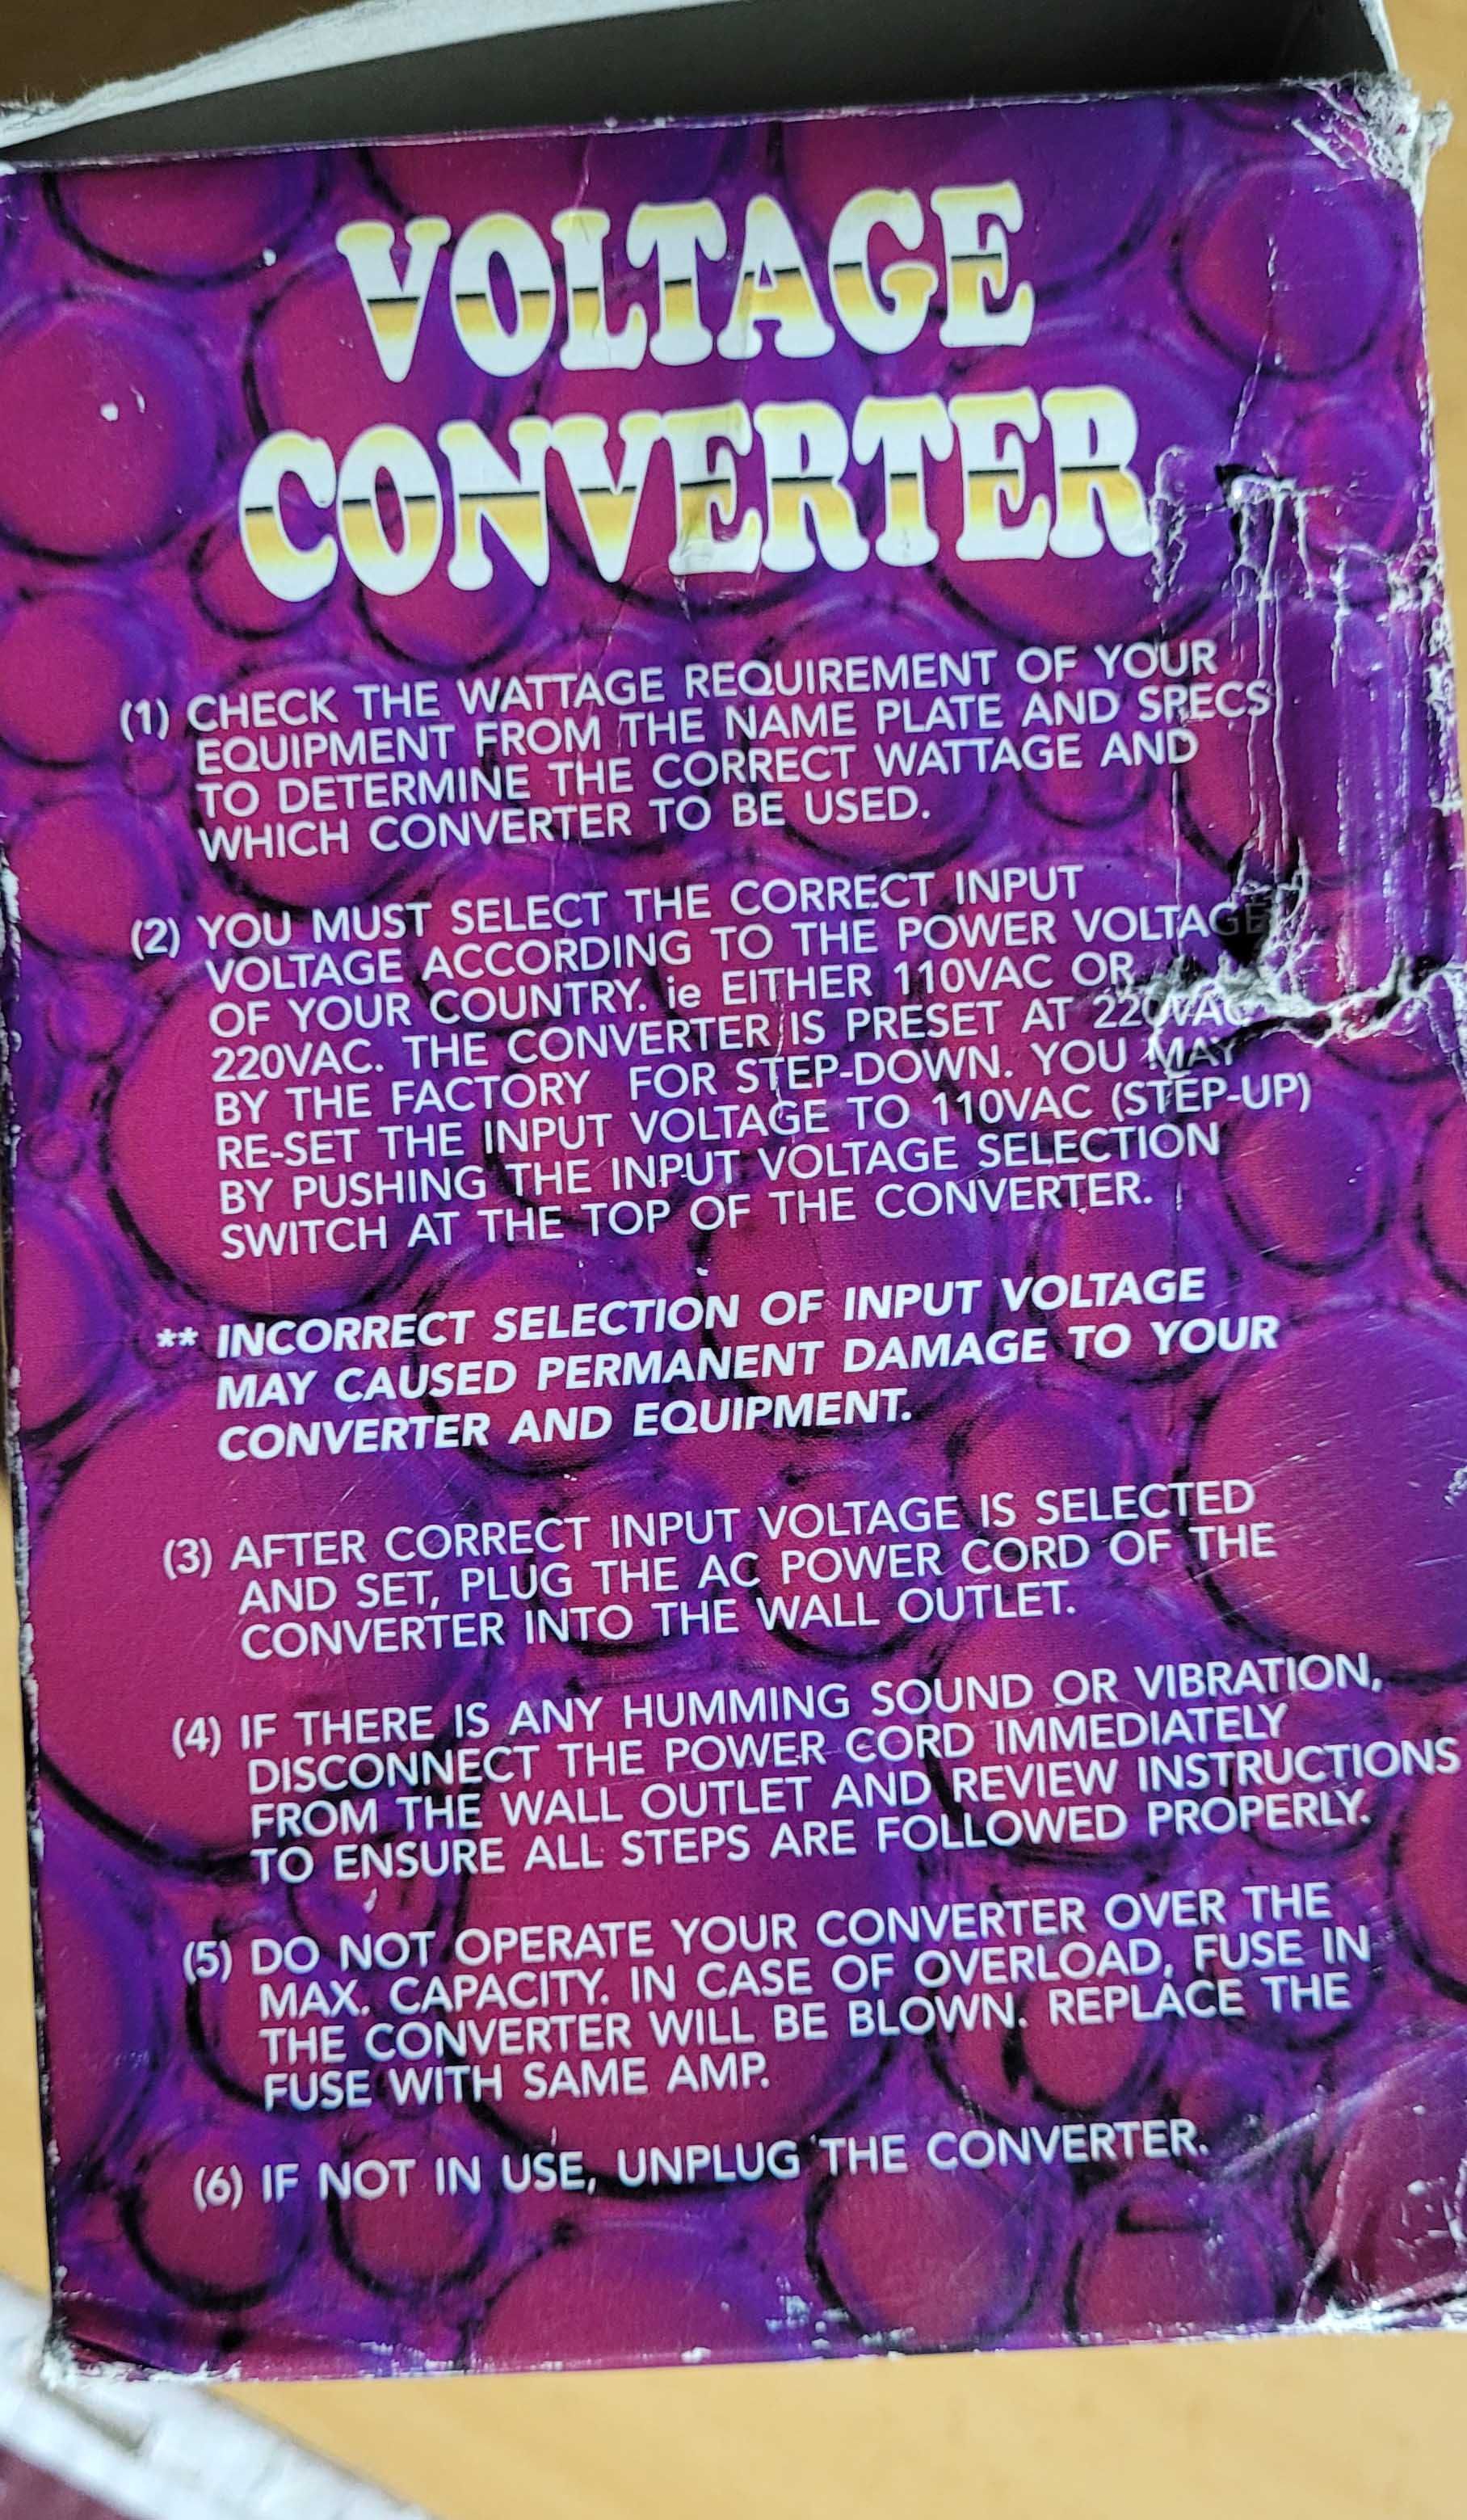 VOLTAGE
CONVERTER
(1) CHECK THE WATTAGE REQUIREMENT OF YOUR
EQUIPMENT FROM THE NAME PLATE AND SPECS
TO DETERMINE THE CORRECT WATTAGE AND
WHICH CONVERTER TO BE USED.
(2) YOU MUST SELECT THE CORRECT INPUT
VOLTAGE ACCORDING TO THE POWER VOLTAGE
OF YOUR COUNTRY. ie EITHER 110VAC OR
220VAC. THE CONVERTER IS PRESET AT 220VAC
BY THE FACTORY FOR STEP-DOWN. YOU MAY
RE-SET THE INPUT VOLTAGE TO 110VAC (STEP-UP)
BY PUSHING THE INPUT VOLTAGE SELECTION
SWITCH AT THE TOP OF THE CONVERTER.
** INCORRECT SELECTION OF INPUT VOLTAGE
MAY CAUSED PERMANENT DAMAGE TO YOUR
CONVERTER AND EQUIPMENT.
(3) AFTER CORRECT INPUT VOLTAGE IS SELECTED
AND SET, PLUG THE AC POWER CORD OF THE
CONVERTER INTO THE WALL OUTLET.
(4) IF THERE IS ANY HUMMING SOUND OR VIBRATION,
DISCONNECT THE POWER CORD IMMEDIATELY
FROM THE WALL OUTLET AND REVIEW INSTRUCTIONS
TO ENSURE ALL STEPS ARE FOLLOWED PROPERLY.
(5) DO NOT OPERATE YOUR CONVERTER OVER THE
MAX. CAPACITY. IN CASE OF OVERLOAD, FUSE IN
THE CONVERTER WILL BE BLOWN. REPLACE THE
FUSE WITH SAME AMP.
(6) IF NOT IN USE, UNPLUG THE CONVERTER.